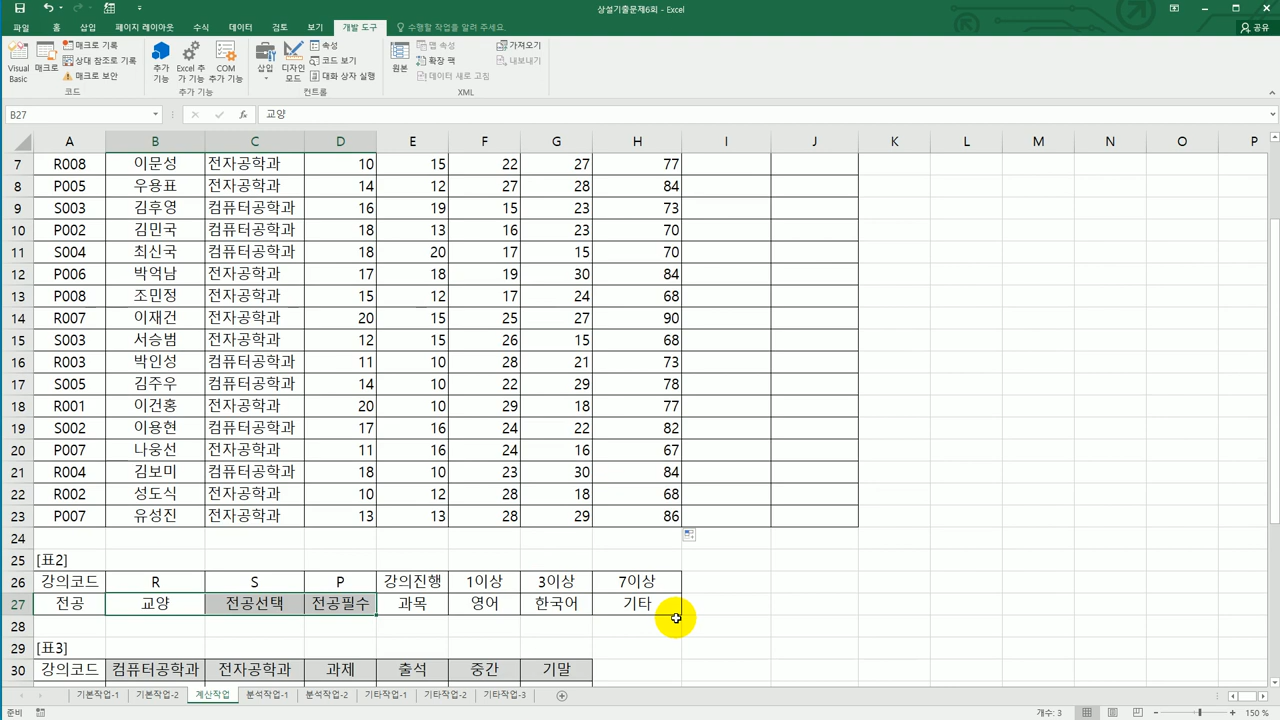 삼설기출문제6회 - Excel
파일 홈 삽입 페이지 레이아웃 수식 데이터 검토 보기 개발 도구 수행할 작업을 알려 주세요. 공유
Visual Basic 매크로 매크로 기록 상대 참조로 기록 매크로 보안 추가 기능 Excel 추가 기능 COM 추가 기능 삽입 디자인 모드 속성 코드 보기 대화 상자 실행 원본 맵 속성 확장 팩 데이터 새로 고침 가져오기 내보내기
코드 추가 기능 컨트롤 XML
B27 fx 교양
A B C D E F G H I J K L M N O P
7 R008 이문성 전자공학과 10 15 22 27 77
8 P005 우용표 전자공학과 14 12 27 28 84
9 S003 김후영 컴퓨터공학과 16 19 15 23 73
10 P002 김민국 컴퓨터공학과 18 13 16 23 70
11 S004 최신국 컴퓨터공학과 18 20 17 15 70
12 P006 박억남 전자공학과 17 18 19 30 84
13 P008 조민정 전자공학과 15 12 17 24 68
14 R007 이재건 전자공학과 20 15 25 27 90
15 S003 서승범 전자공학과 12 15 26 15 68
16 R003 박인성 컴퓨터공학과 11 10 28 21 73
17 S005 김주우 컴퓨터공학과 14 10 22 29 78
18 R001 이건홍 전자공학과 20 10 29 18 77
19 S002 이용현 컴퓨터공학과 17 16 24 22 82
20 P007 나웅선 전자공학과 11 16 24 16 67
21 R004 김보미 컴퓨터공학과 18 10 23 30 84
22 R002 성도식 전자공학과 10 12 28 18 68
23 P007 유성진 전자공학과 13 13 28 29 86
24
25 [표2]
26 강의코드 R S P 강의진행 1이상 3이상 7이상
27 전공 교양 전공선택 전공필수 과목 영어 한국어 기타
28
29 [표3]
30 강의코드 컴퓨터공학과 전자공학과 과제 출석 중간 기말
기본작업-1 기본작업-2 계산작업 분석작업-1 분석작업-2 기타작업-1 기타작업-2 기타작업-3
준비 개수: 3 150 %